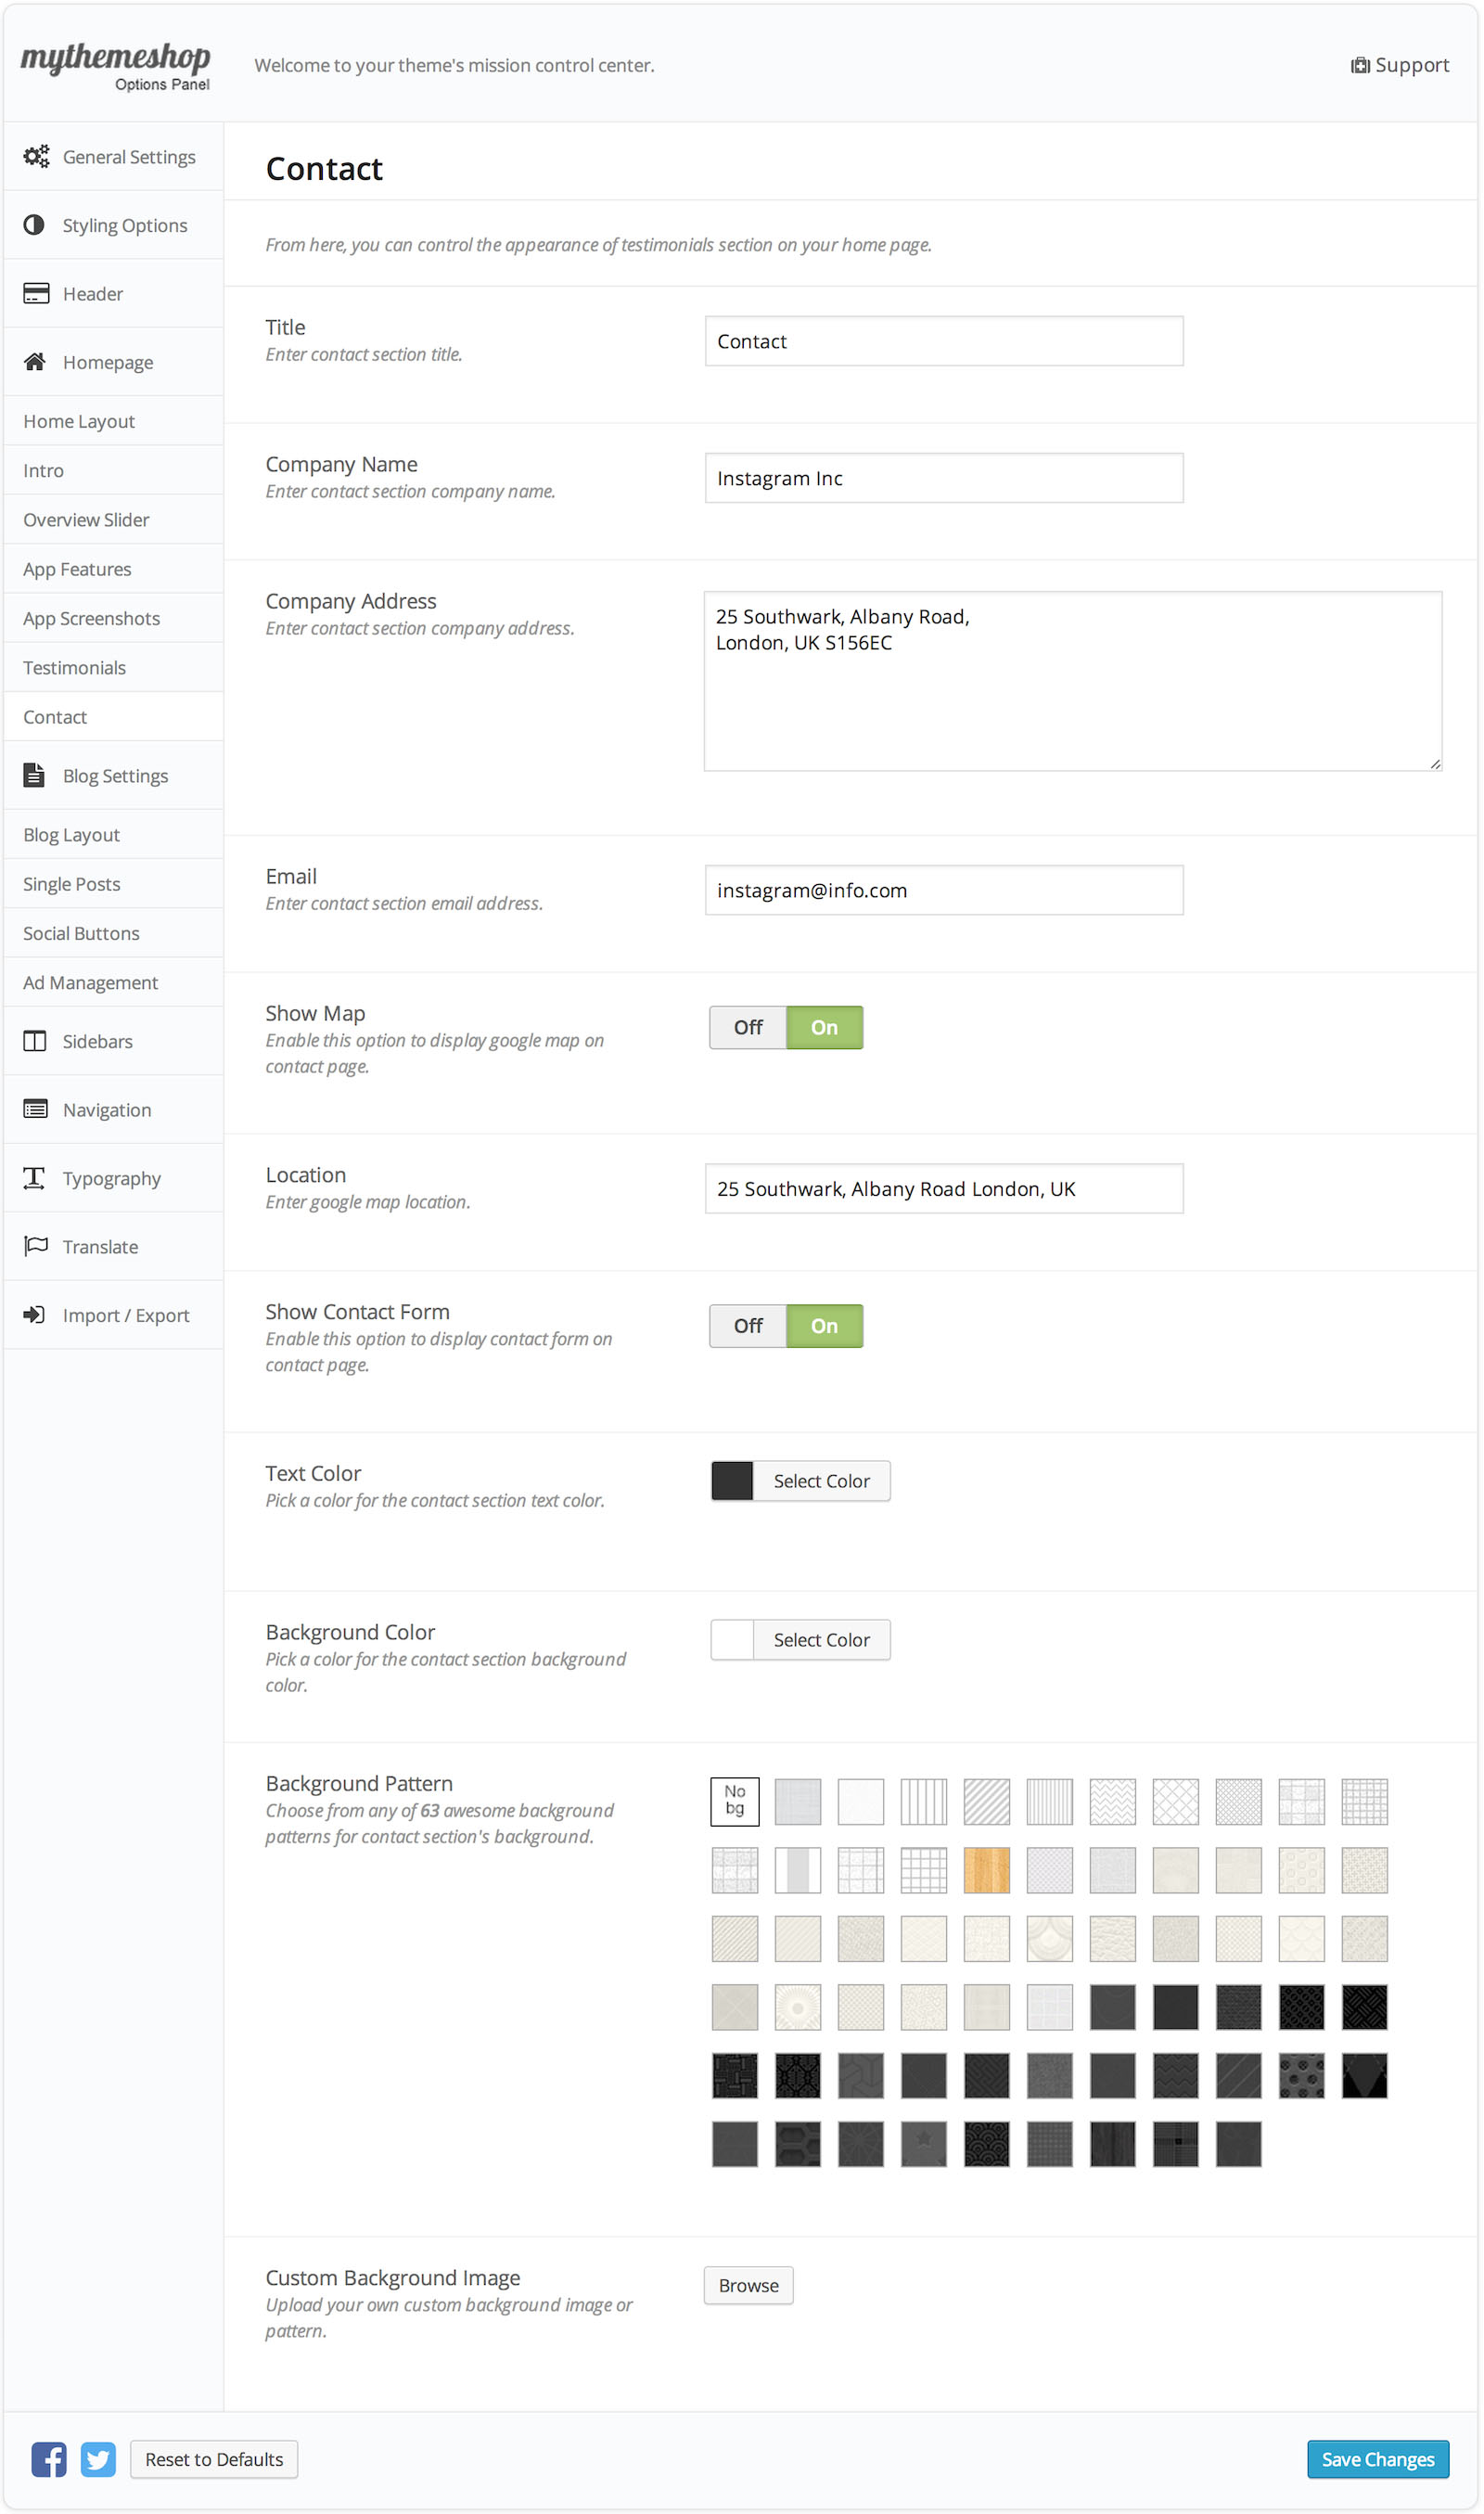 mythemeshop
Options Panel
Welcome to your theme's mission control center.
Support
General Settings
Styling Options
Header
Homepage
Home Layout
Intro
Overview Slider
App Features
App Screenshots
Testimonials
Contact
Blog Settings
Blog Layout
Single Posts
Social Buttons
Ad Management
Sidebars
Navigation
Typography
Translate
Import / Export
Contact
From here, you can control the appearance of testimonials section on your home page.
Title
Enter contact section title.
Contact
Company Name
Enter contact section company name.
Instagram Inc
Company Address
Enter contact section company address.
25 Southwark, Albany Road,
London, UK S156EC
Email
Enter contact section email address.
instagram@info.com
Show Map
Enable this option to display google map on
contact page.
Off On
Location
Enter google map location.
25 Southwark, Albany Road London, UK
Show Contact Form
Enable this option to display contact form on
contact page.
Off On
Text Color
Pick a color for the contact section text color.
Select Color
Background Color
Pick a color for the contact section background
color.
Select Color
Background Pattern
Choose from any of 63 awesome background
patterns for contact section's background.
No
bg
Custom Background Image
Upload your own custom background image or
pattern.
Browse
Reset to Defaults
Save Changes